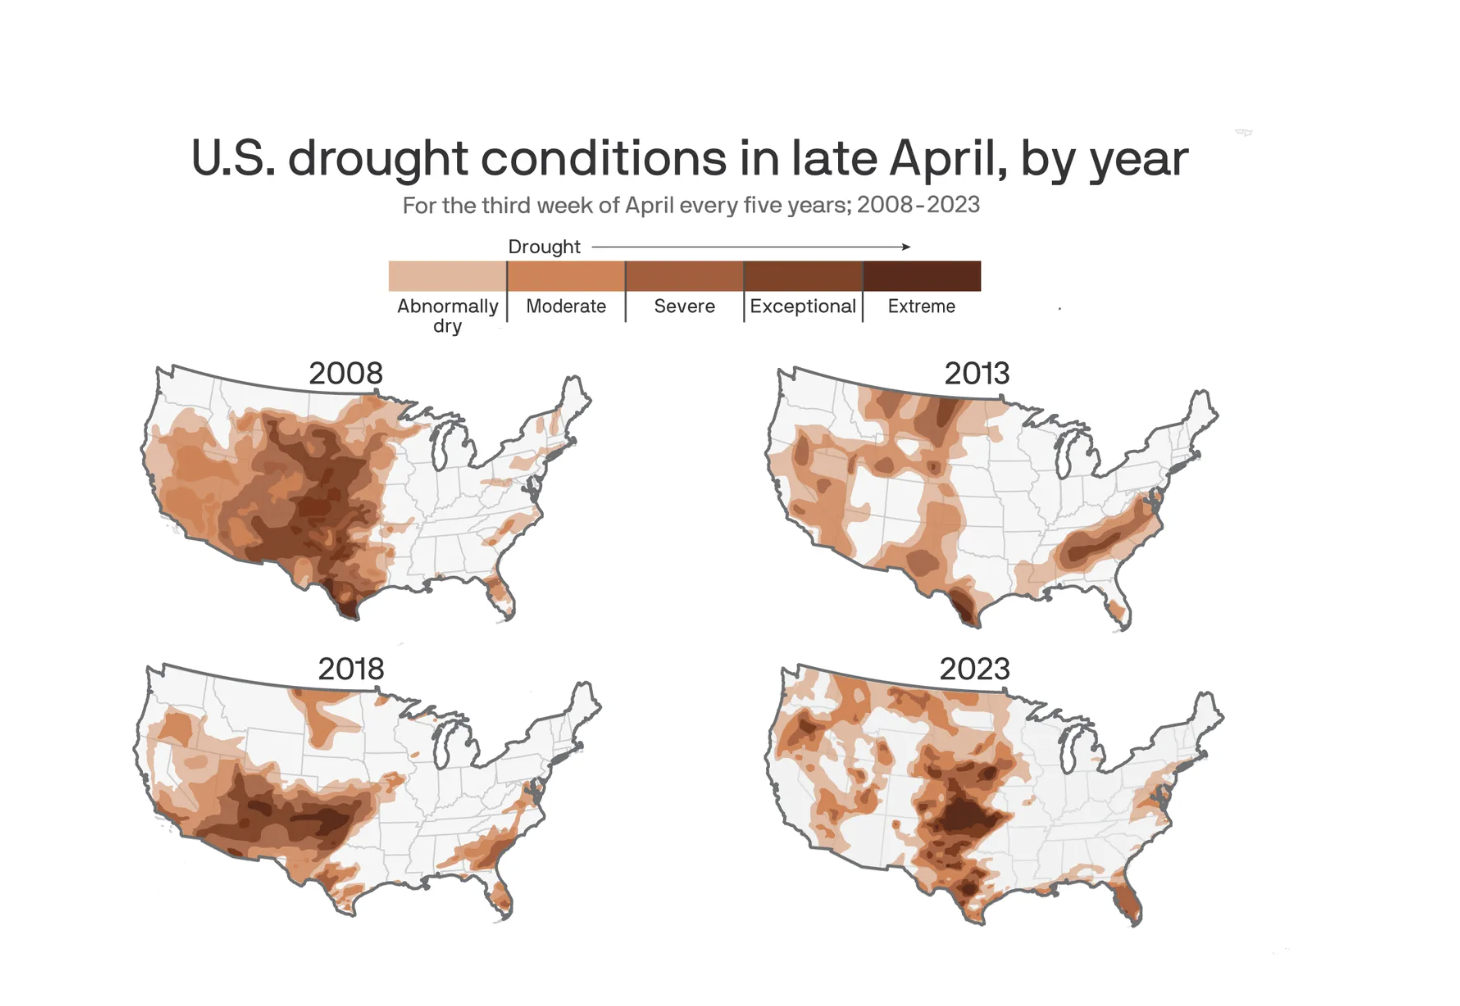 U.S. drought conditions in late April, by year
For the third week of April every five years; 2008-2023
Drought
Abnormally dry
Moderate
Severe
Exceptional
Extreme
2008
2013
2018
2023